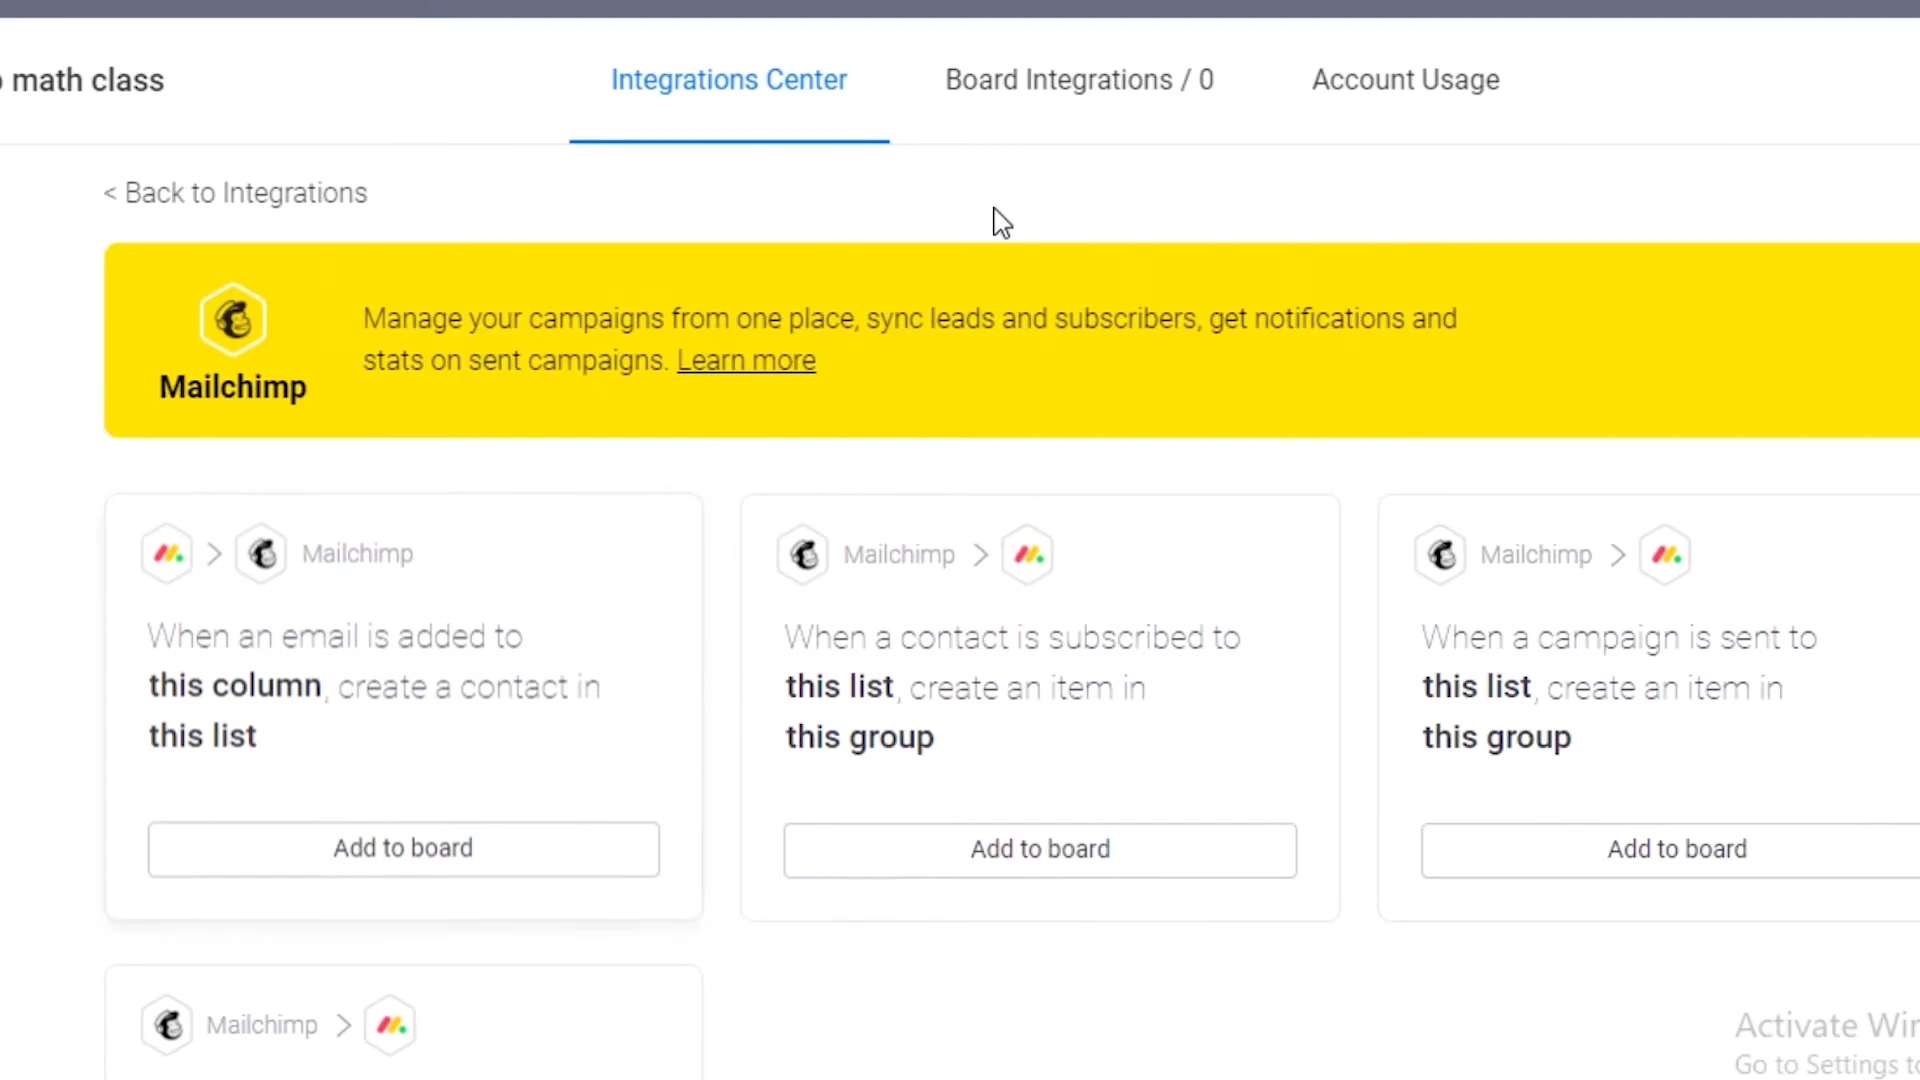 math class
Integrations Center
Board Integrations / 0
Account Usage
< Back to Integrations
Mailchimp
Manage your campaigns from one place, sync leads and subscribers, get notifications and
stats on sent campaigns. Learn more
Mailchimp
When an email is added to
this column, create a contact in
this list
Add to board
Mailchimp
When a contact is subscribed to
this list, create an item in
this group
Add to board
Mailchimp
When a campaign is sent to
this list, create an item in
this group
Add to board
Mailchimp
Activate Win
Go to Settings to